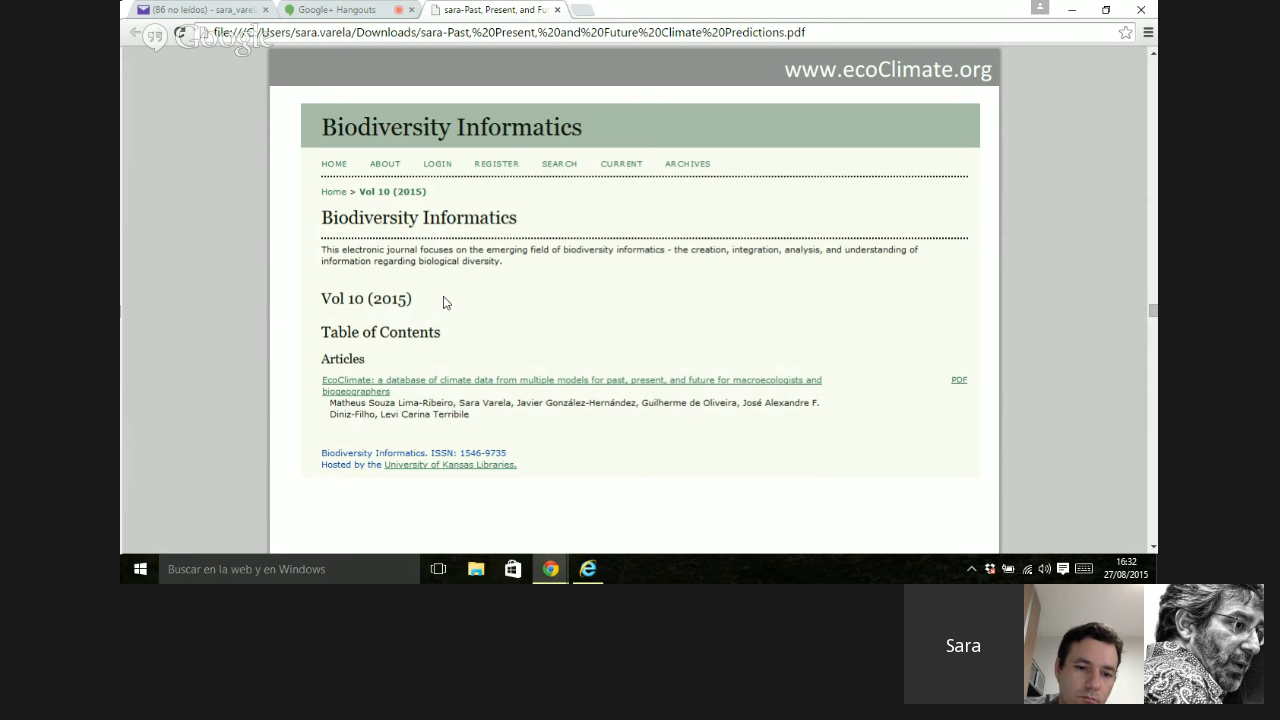 (86 no leídos) - sara_varela
Google+ Hangouts
sara-Past, Present, and Fu
Google
file:///C:/Users/sara.varela/Downloads/sara-Past,%20Present,%20and%20Future%20Climate%20Predictions.pdf
www.ecoClimate.org
Biodiversity Informatics
HOME ABOUT LOGIN REGISTER SEARCH CURRENT ARCHIVES
Home > Vol 10 (2015)
Biodiversity Informatics
This electronic journal focuses on the emerging field of biodiversity informatics - the creation, integration, analysis, and understanding of
information regarding biological diversity.
Vol 10 (2015)
Table of Contents
Articles
EcoClimate: a database of climate data from multiple models for past, present, and future for macroecologists and PDF
biogeographers
Matheus Souza Lima-Ribeiro, Sara Varela, Javier González-Hernández, Guilherme de Oliveira, José Alexandre F.
Diniz-Filho, Levi Carina Terribile
Biodiversity Informatics. ISSN: 1546-9735
Hosted by the University of Kansas Libraries.
Buscar en la web y en Windows
16:32
27/08/2015
Sara